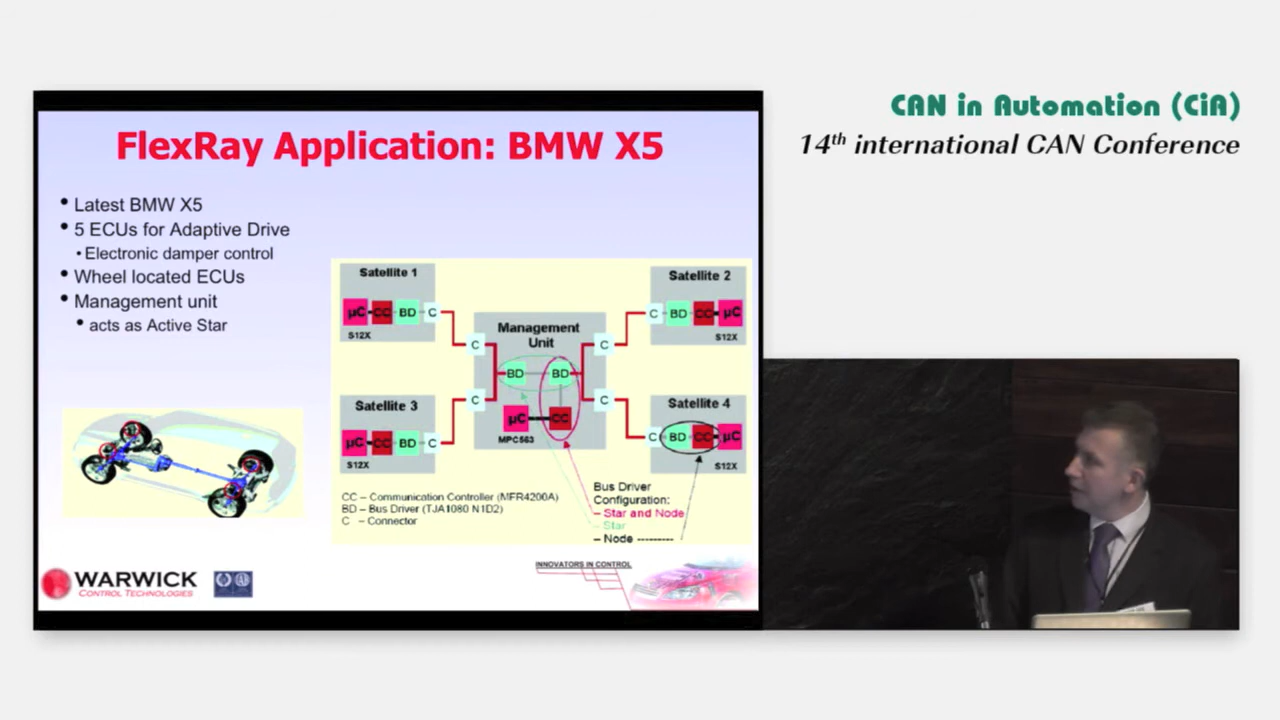 CAN in Automation (CiA)
14th international CAN Conference
FlexRay Application: BMW X5
• Latest BMW X5
• 5 ECUs for Adaptive Drive
• Electronic damper control
• Wheel located ECUs
• Management unit
• acts as Active Star
Satellite 1
µC CC BD C
S12X
Satellite 2
C BD CC µC
S12X
Management
Unit
C
C
BD
BD
µC
CC
MPC563
C
C
Satellite 3
µC CC BD C
S12X
Satellite 4
C BD CC µC
S12X
CC – Communication Controller (MFR4200A)
BD – Bus Driver (TJA1080 N1D2)
C – Connector
Bus Driver
Configuration:
– Star and Node
– Star
– Node ---------
WARWICK
CONTROL TECHNOLOGIES
INNOVATORS IN CONTROL